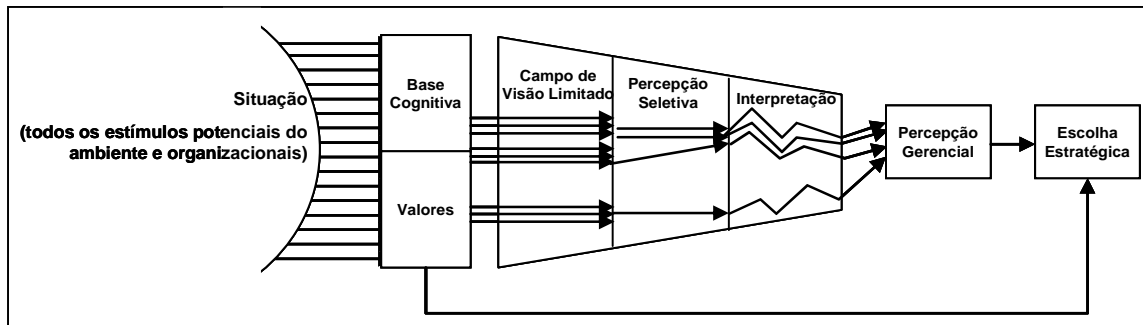 Situação
(todos os estímulos potenciais do
ambiente e organizacionais)
Base
Cognitiva
Valores
Campo de
Visão Limitado
Percepção
Seletiva
Interpretação
Percepção
Gerencial
Escolha
Estratégica